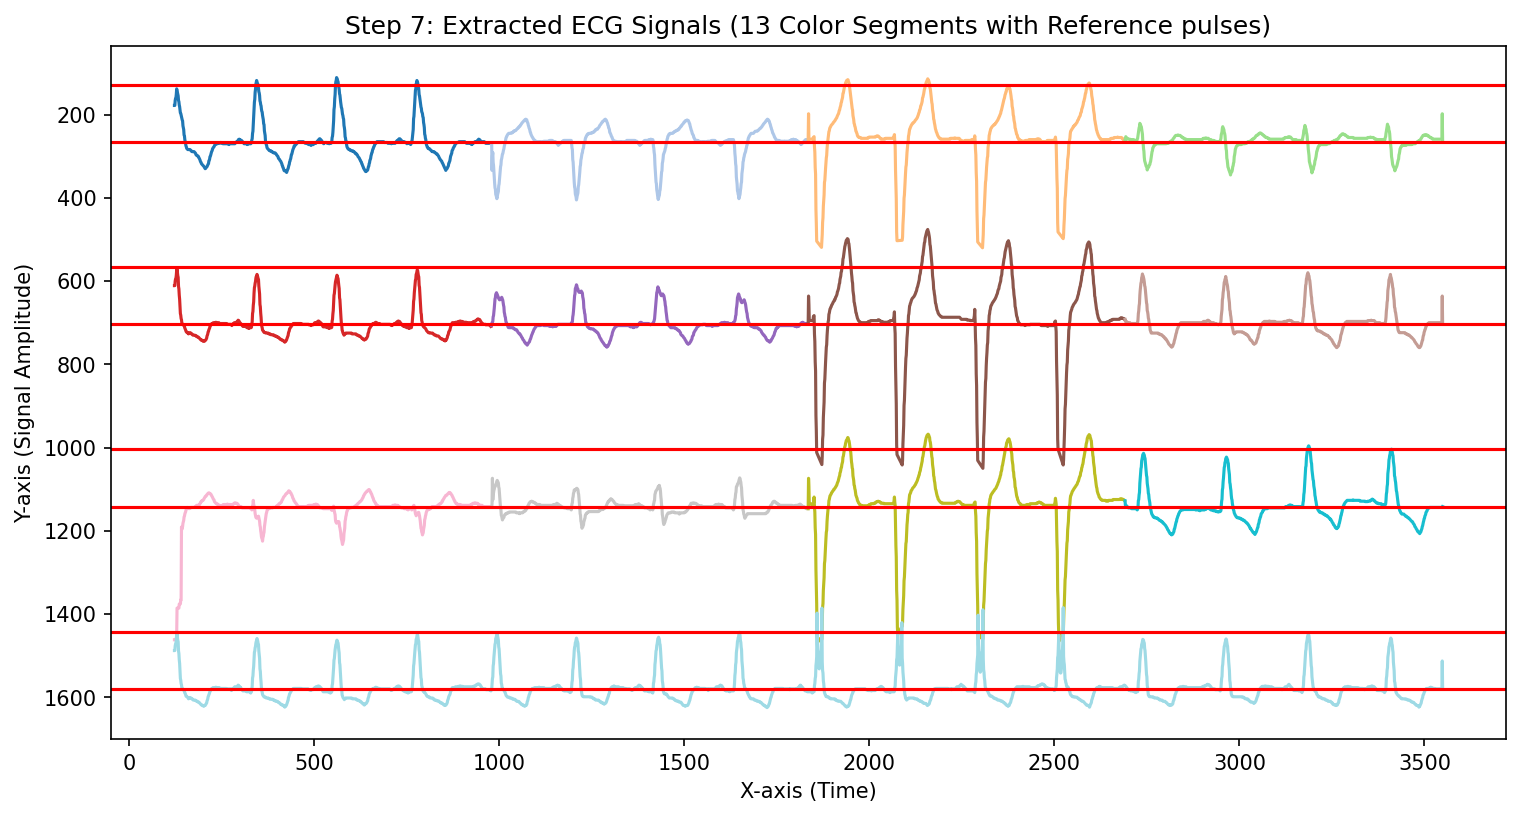 Step 7: Extracted ECG Signals (13 Color Segments with Reference pulses)
Y-axis (Signal Amplitude)
200
400
600
800
1000
1200
1400
1600
0 500 1000 1500 2000 2500 3000 3500
X-axis (Time)